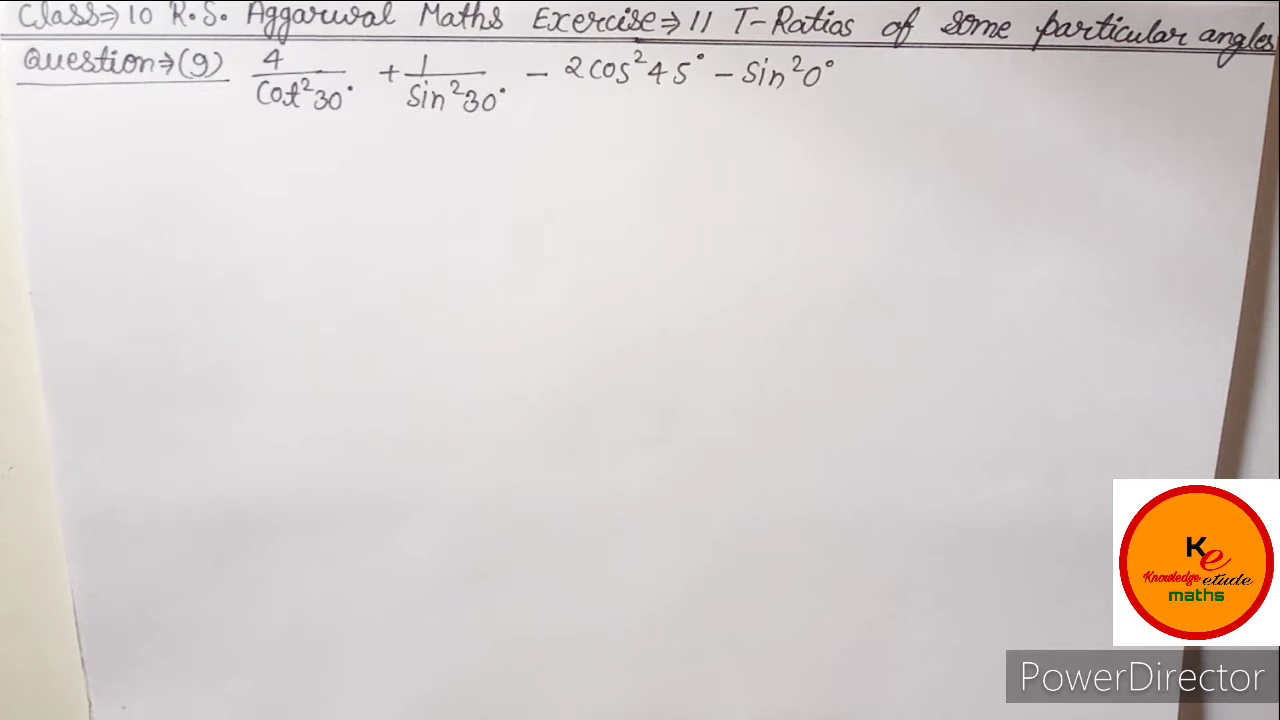 Class⇒10 R.S. Aggarwal Maths Exercise⇒11 T-Ratios of some particular angles
Question⇒(9) 4/Cot²30° + 1/Sin²30° - 2Cos²45° - Sin²0°
Ke
Knowledge etude
maths
PowerDirector